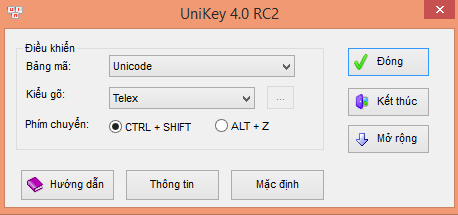 UniKey 4.0 RC2
Điều khiển
Bảng mã: Unicode
Đóng
Kiểu gõ: Telex ...
Kết thúc
Phím chuyển: CTRL + SHIFT ALT + Z
Mở rộng
Hướng dẫn Thông tin Mặc định